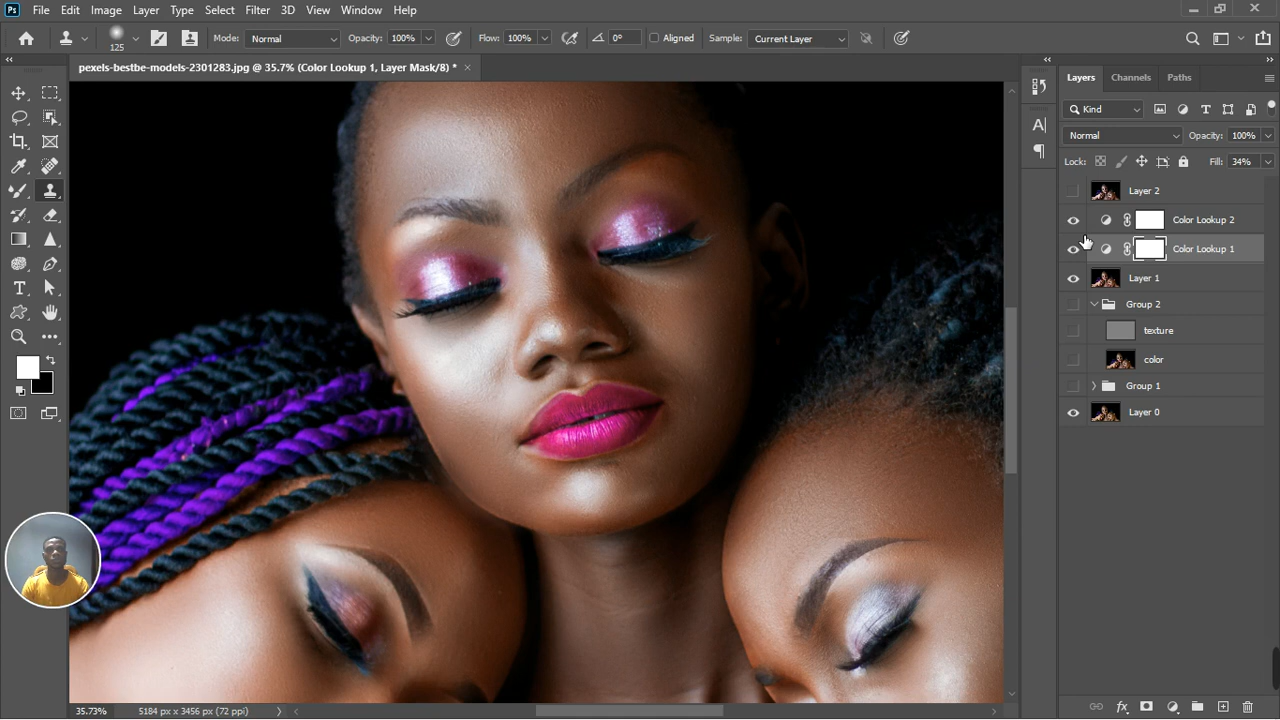 Ps File Edit Image Layer Type Select Filter 3D View Window Help
125 Mode: Normal Opacity: 100% Flow: 100% 0° Aligned Sample: Current Layer
pexels-bestbe-models-2301283.jpg @ 35.7% (Color Lookup 1, Layer Mask/8) * ×
Layers Channels Paths
Kind
Normal Opacity: 100%
Lock: Fill: 34%
Layer 2
Color Lookup 2
Color Lookup 1
Layer 1
Group 2
texture
color
Group 1
Layer 0
35.73% 5184 px x 3456 px (72 ppi)